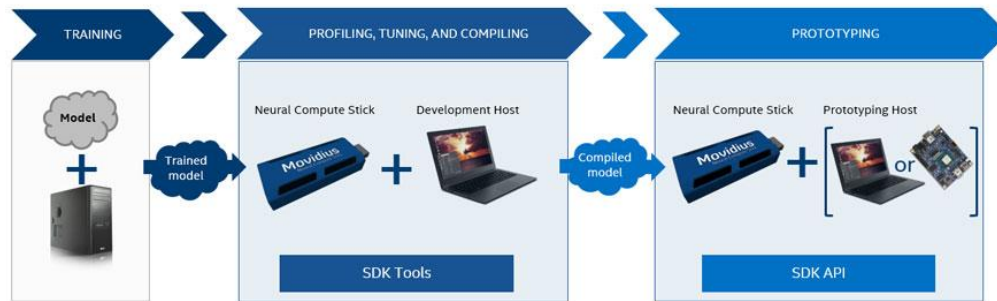 TRAINING
PROFILING, TUNING, AND COMPILING
PROTOTYPING
Model
Trained
model
Neural Compute Stick
Development Host
Movidius
SDK Tools
Compiled
model
Neural Compute Stick
Prototyping Host
Movidius
or
SDK API